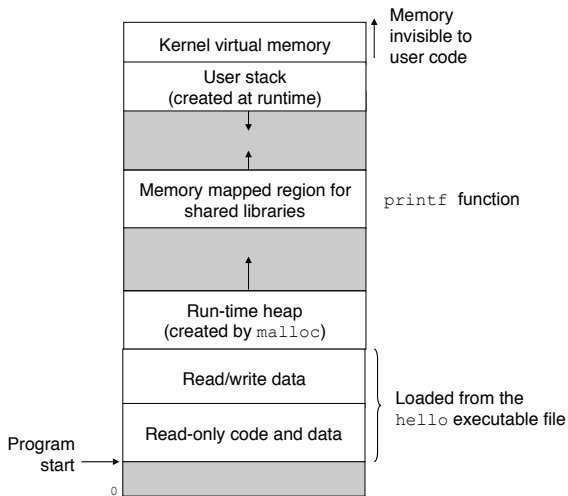 Memory
invisible to
user code
Kernel virtual memory
User stack
(created at runtime)
Memory mapped region for
shared libraries
printf function
Run-time heap
(created by malloc)
Read/write data
Loaded from the
hello executable file
Read-only code and data
Program
start
0